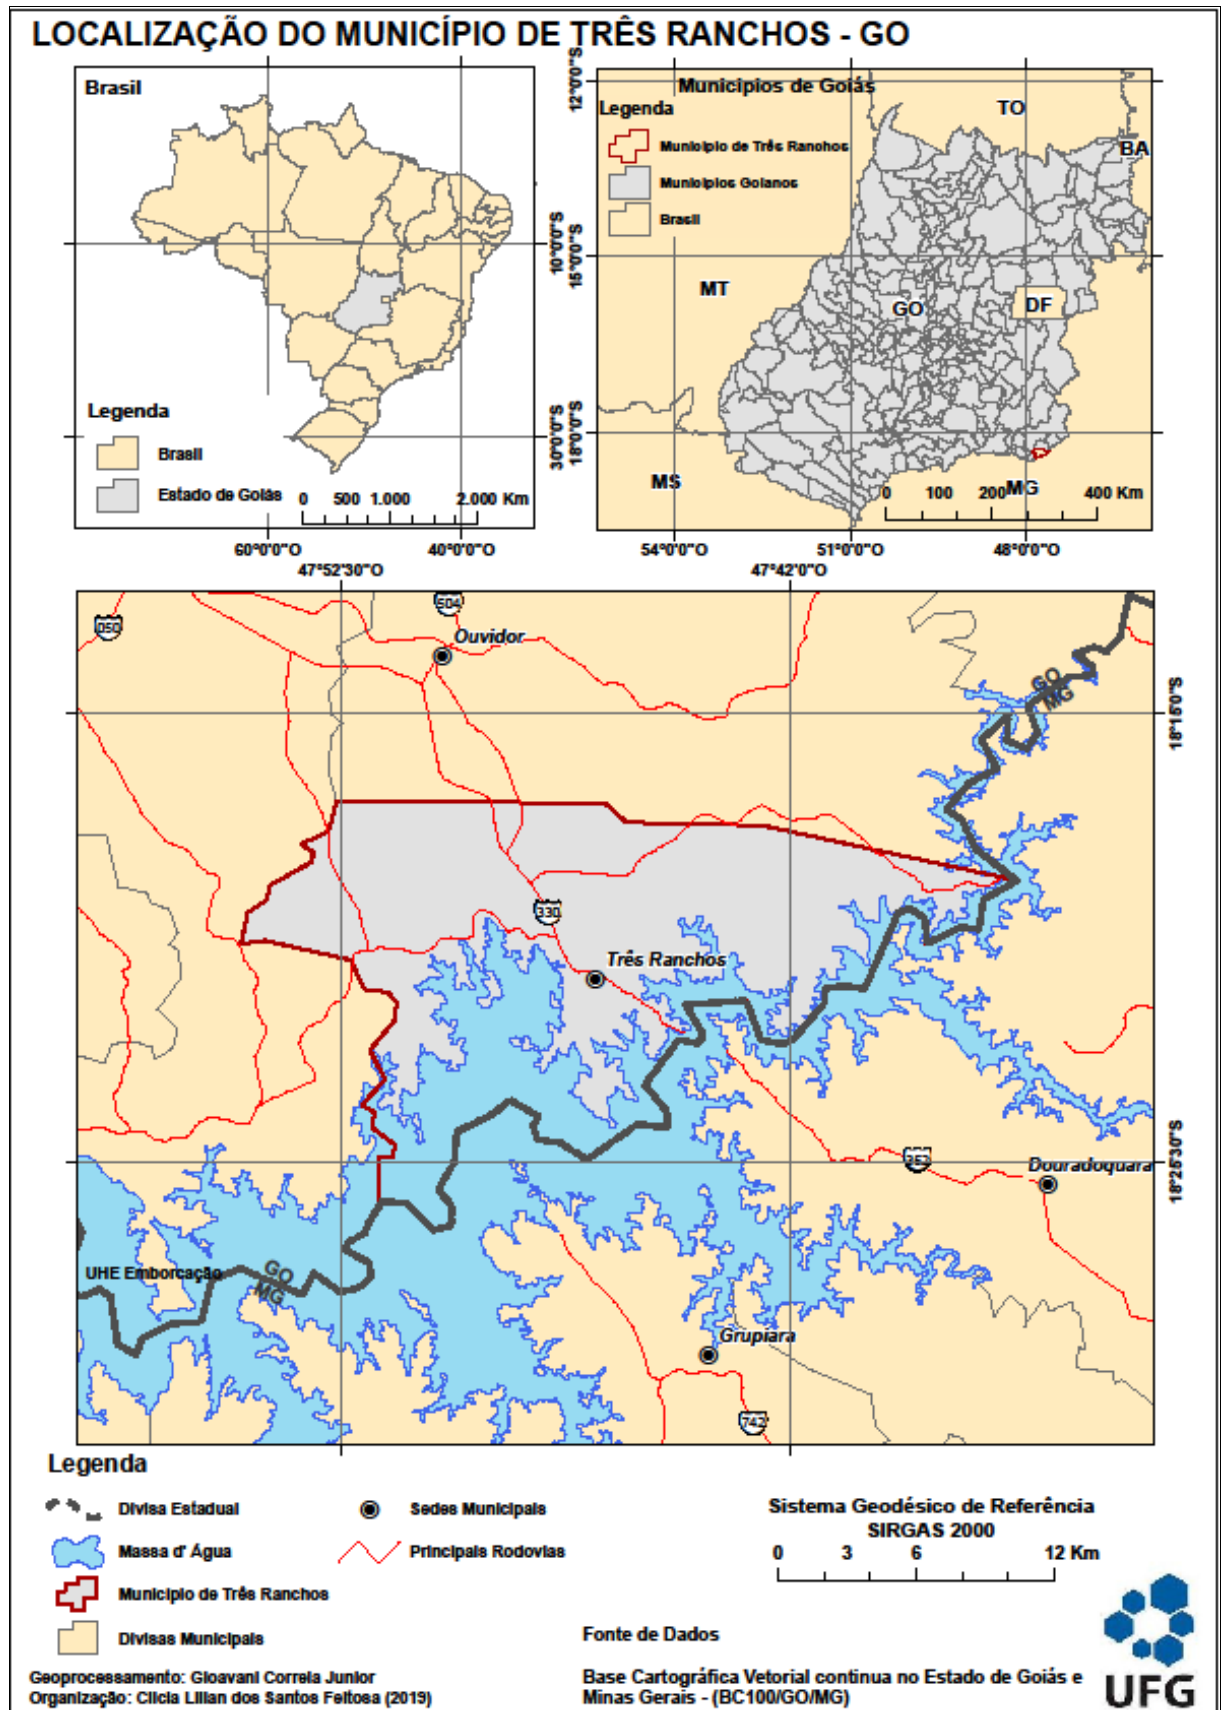 LOCALIZAÇÃO DO MUNICÍPIO DE TRÊS RANCHOS - GO
Brasil
Legenda
Brasil
Estado de Goiás
0 500 1.000 2.000 Km
60°0'0"O 40°0'0"O
10°0'0"S
30°0'0"S
Municipios de Goiás
Legenda
Municipio de Três Ranchos
Municipios Goianos
Brasil
TO
BA
MT
GO
DF
MS
MG
0 100 200 400 Km
12°0'0"S
15°0'0"S
18°0'0"S
54°0'0"O 51°0'0"O 48°0'0"O
47°52'30"O 47°42'0"O
050
504
Ouvidor
GO
MG
18°15'0"S
330
Três Ranchos
352
Douradoquara
18°25'30"S
UHE Emborcação
GO
MG
Grupiara
742
Legenda
Divisa Estadual
Massa d' Água
Municipio de Três Ranchos
Divisas Municipais
Sedes Municipais
Principais Rodovias
Sistema Geodésico de Referência
SIRGAS 2000
0 3 6 12 Km
Geoprocessamento: Gioavani Correia Junior
Organização: Cilcia Lilian dos Santos Feitosa (2019)
Fonte de Dados
Base Cartográfica Vetorial continua no Estado de Goiás e
Minas Gerais - (BC100/GO/MG)
UFG